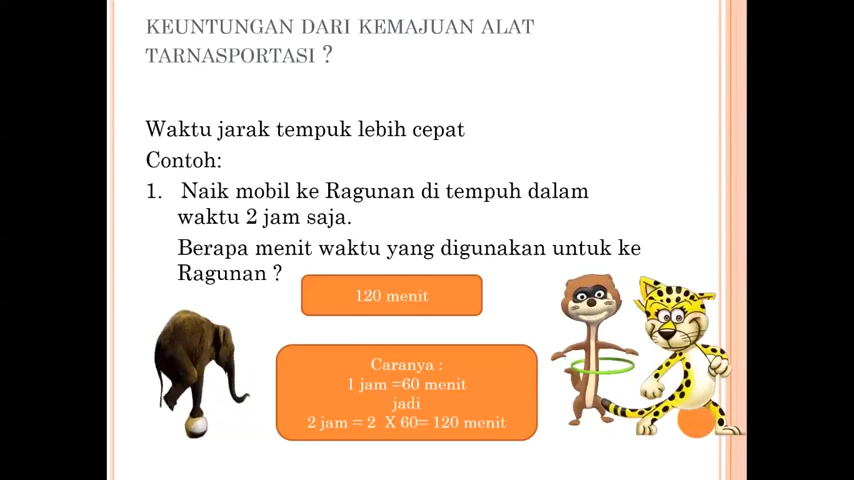 KEUNTUNGAN DARI KEMAJUAN ALAT
TARNASPORTASI ?
Waktu jarak tempuk lebih cepat
Contoh:
1. Naik mobil ke Ragunan di tempuh dalam
waktu 2 jam saja.
Berapa menit waktu yang digunakan untuk ke
Ragunan ?
120 menit
Caranya :
1 jam =60 menit
jadi
2 jam = 2 X 60= 120 menit